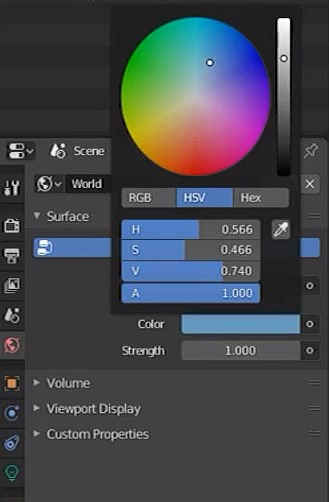 RGB HSV Hex
H 0.566
S 0.466
V 0.740
A 1.000
Scene
World
Surface
Color
Strength 1.000
Volume
Viewport Display
Custom Properties